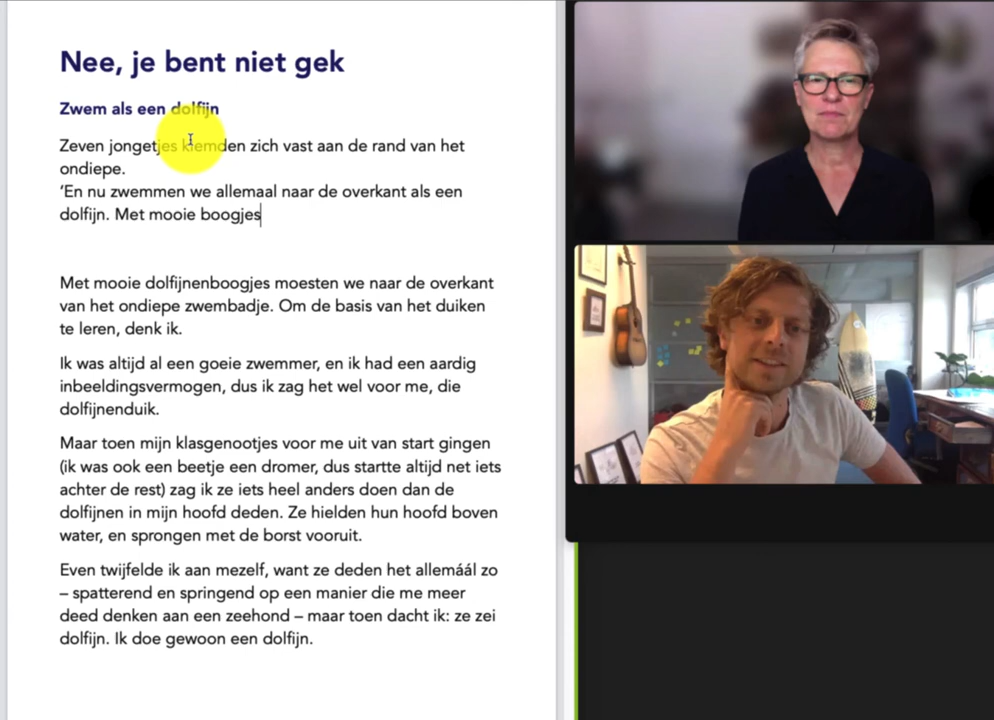 Nee, je bent niet gek
Zwem als een dolfijn
Zeven jongetjes klemden zich vast aan de rand van het
ondiepe.
‘En nu zwemmen we allemaal naar de overkant als een
dolfijn. Met mooie boogjes
Met mooie dolfijnenboogjes moesten we naar de overkant
van het ondiepe zwembadje. Om de basis van het duiken
te leren, denk ik.
Ik was altijd al een goeie zwemmer, en ik had een aardig
inbeeldingsvermogen, dus ik zag het wel voor me, die
dolfijnenduik.
Maar toen mijn klasgenootjes voor me uit van start gingen
(ik was ook een beetje een dromer, dus startte altijd net iets
achter de rest) zag ik ze iets heel anders doen dan de
dolfijnen in mijn hoofd deden. Ze hielden hun hoofd boven
water, en sprongen met de borst vooruit.
Even twijfelde ik aan mezelf, want ze deden het allemáál zo
– spatterend en springend op een manier die me meer
deed denken aan een zeehond – maar toen dacht ik: ze zei
dolfijn. Ik doe gewoon een dolfijn.